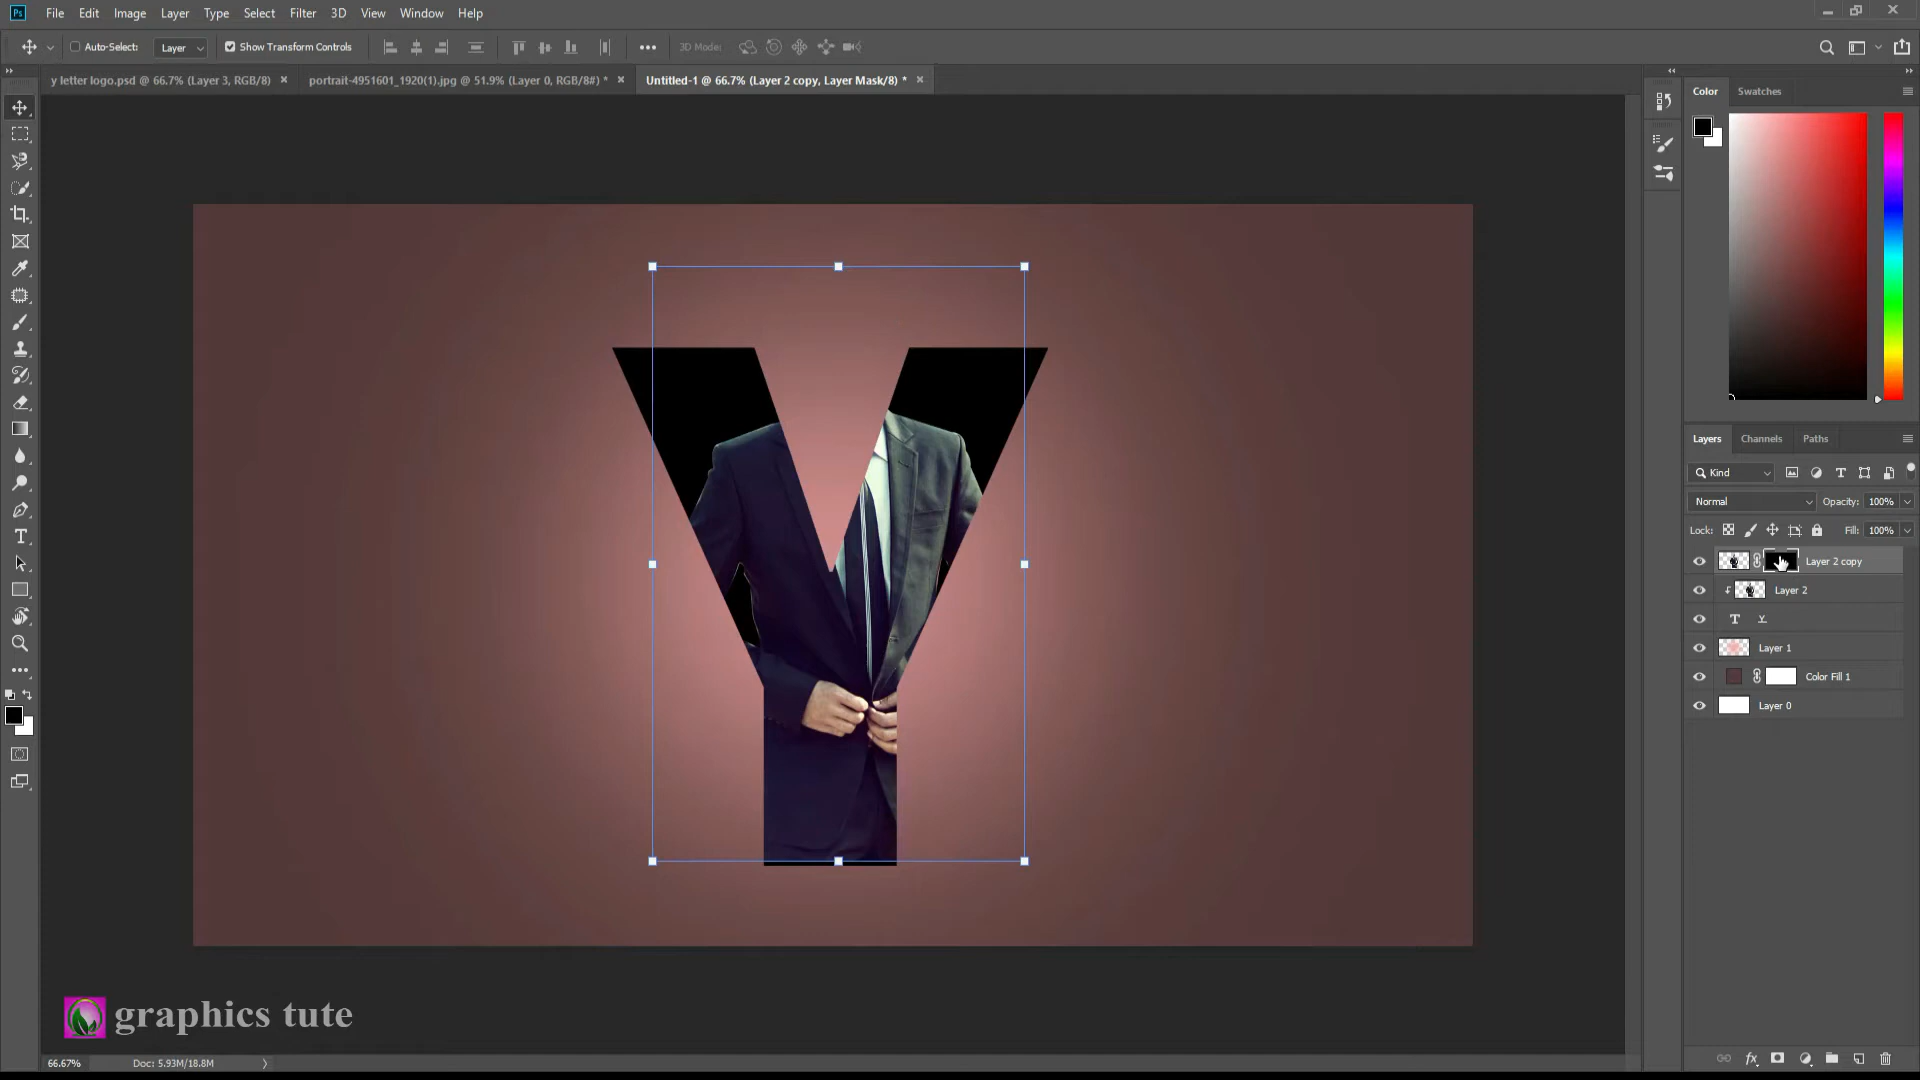 Ps File Edit Image Layer Type Select Filter 3D View Window Help
Auto-Select: Layer Show Transform Controls 3D Mode:
y letter logo.psd @ 66.7% (Layer 3, RGB/8) × portrait-4951601_1920(1).jpg @ 51.9% (Layer 0, RGB/8#) * × Untitled-1 @ 66.7% (Layer 2 copy, Layer Mask/8) * ×
Color Swatches
Layers Channels Paths
Kind
Normal Opacity: 100%
Lock: Fill: 100%
Layer 2 copy
Layer 2
T Y
Layer 1
Color Fill 1
Layer 0
Y
graphics tute
66.67% Doc: 5.93M/18.8M
fx